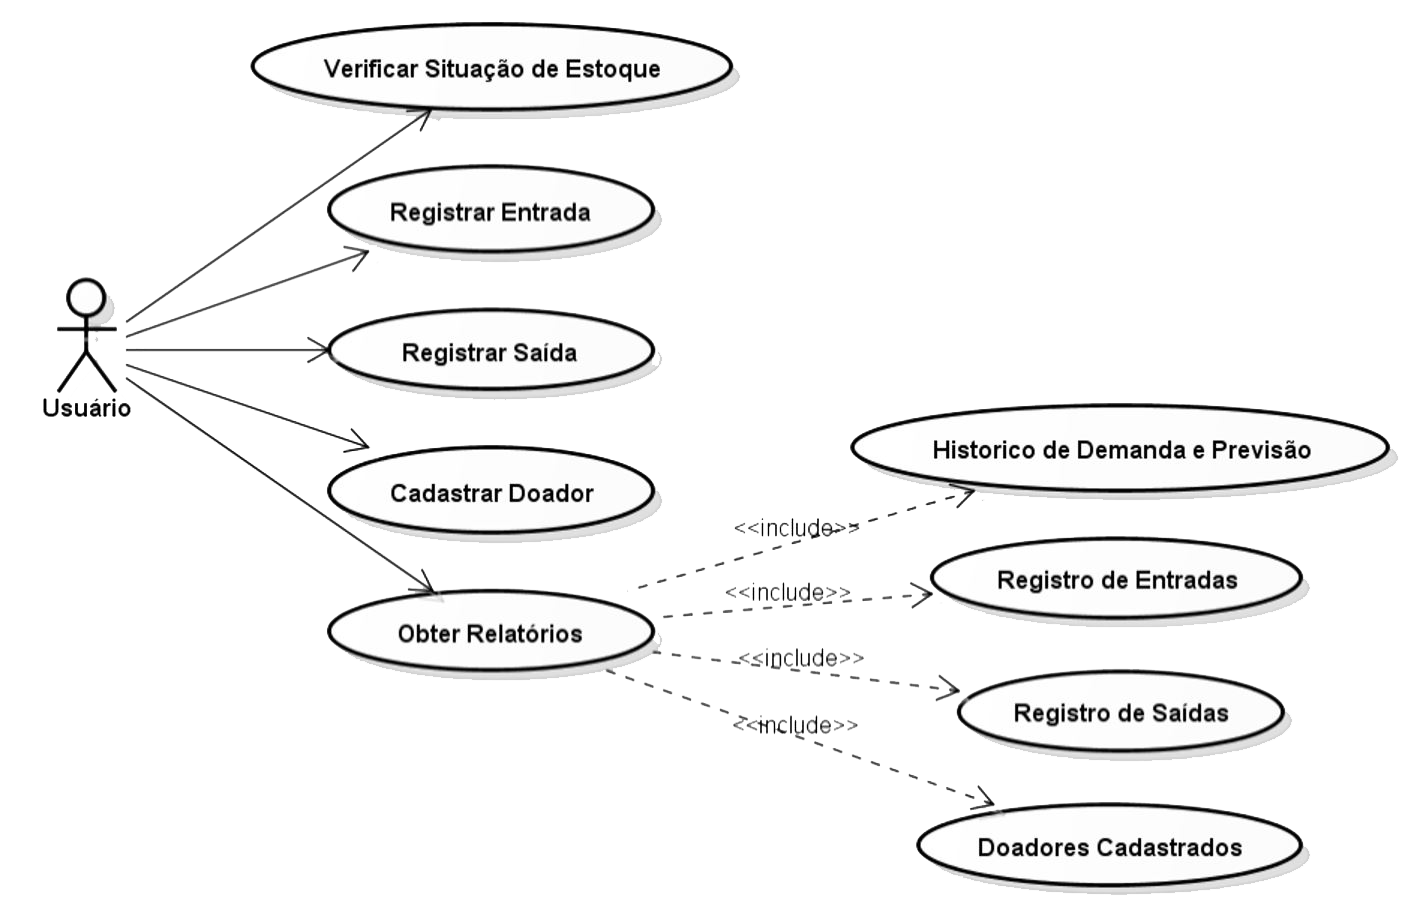 Verificar Situação de Estoque
Registrar Entrada
Registrar Saída
Usuário
Cadastrar Doador
Historico de Demanda e Previsão
<<include>>
Registro de Entradas
<<include>>
Obter Relatórios
<<include>>
Registro de Saídas
<<include>>
Doadores Cadastrados